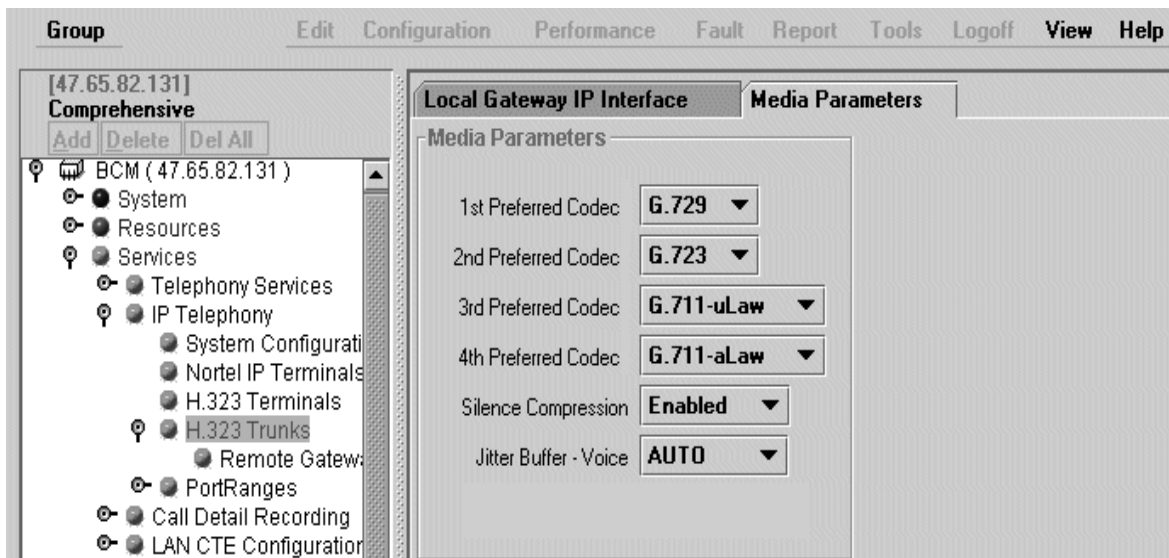 Group Edit Configuration Performance Fault Report Tools Logoff View Help
[47.65.82.131]
Comprehensive
Add Delete Del All
BCM ( 47.65.82.131 )
System
Resources
Services
Telephony Services
IP Telephony
System Configurati
Nortel IP Terminals
H.323 Terminals
H.323 Trunks
Remote Gatewa
PortRanges
Call Detail Recording
LAN CTE Configuration
Local Gateway IP Interface Media Parameters
Media Parameters
1st Preferred Codec G.729
2nd Preferred Codec G.723
3rd Preferred Codec G.711-uLaw
4th Preferred Codec G.711-aLaw
Silence Compression Enabled
Jitter Buffer - Voice AUTO